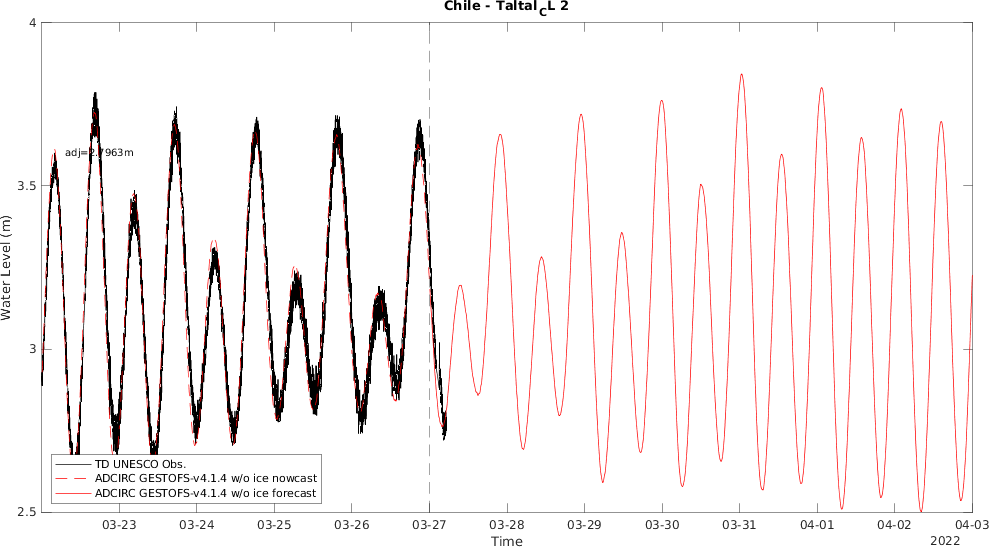 Chile - Taltal_CL 2
4
3.5
3
2.5
Water Level (m)
adj=2.7963m
TD UNESCO Obs.
ADCIRC GESTOFS-v4.1.4 w/o ice nowcast
ADCIRC GESTOFS-v4.1.4 w/o ice forecast
03-23 03-24 03-25 03-26 03-27 03-28 03-29 03-30 03-31 04-01 04-02 04-03
Time
2022